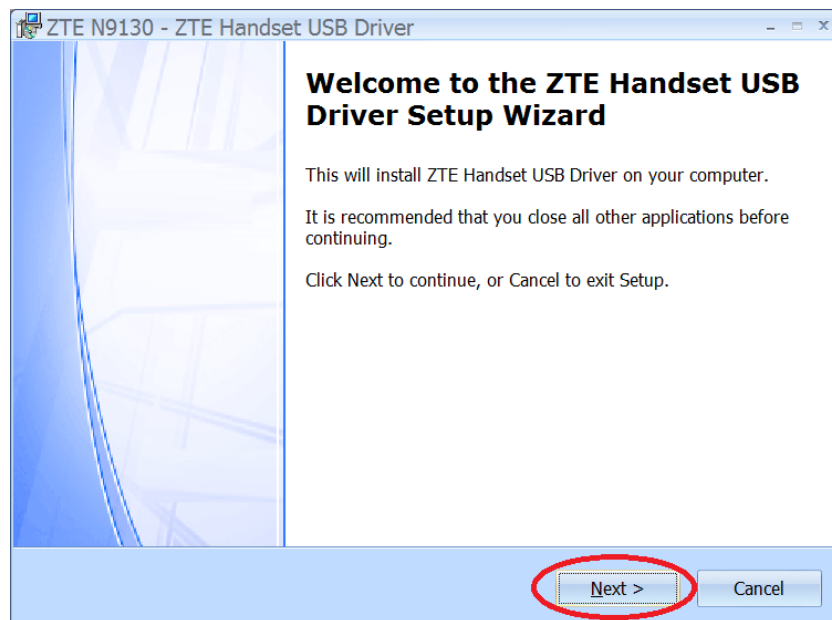 ZTE N9130 - ZTE Handset USB Driver
Welcome to the ZTE Handset USB
Driver Setup Wizard
This will install ZTE Handset USB Driver on your computer.
It is recommended that you close all other applications before
continuing.
Click Next to continue, or Cancel to exit Setup.
Next > Cancel